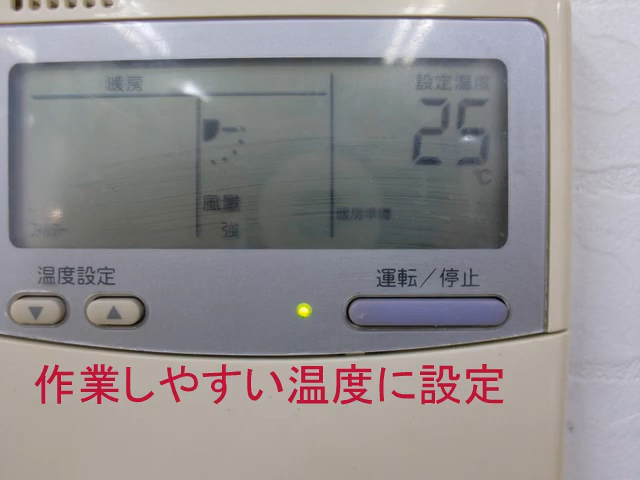 暖房
設定温度
25
℃
風量
強
暖房準備
温度設定
運転／停止
▼ ▲
作業しやすい温度に設定